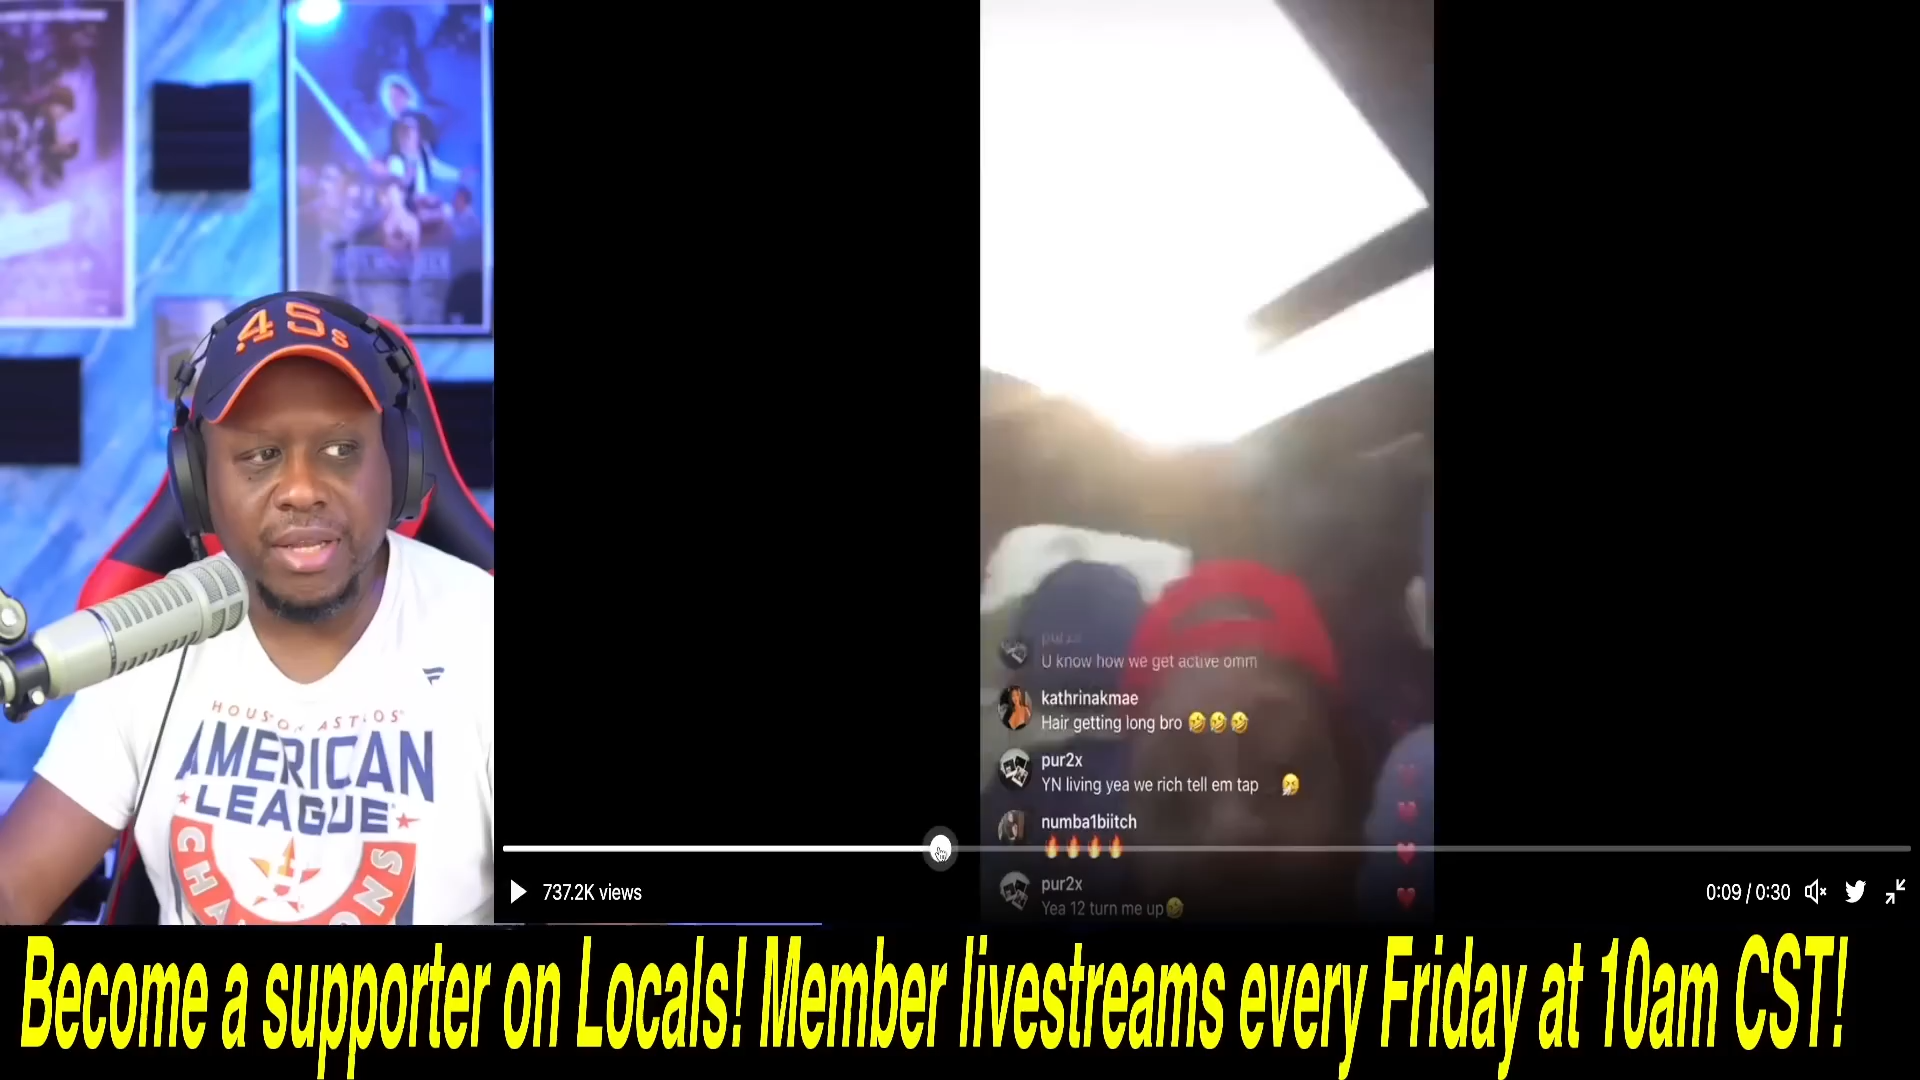 .45s
HOUSTON ASTROS
AMERICAN
LEAGUE
CHAMPIONS
pur2x
U know how we get active omm
kathrinakmae
Hair getting long bro 🤣🤣🤣
pur2x
YN living yea we rich tell em tap
numba1biitch
🔥🔥🔥🔥
pur2x
Yea 12 turn me up🤣
737.2K views
0:09 / 0:30
Become a supporter on Locals! Member livestreams every Friday at 10am CST!